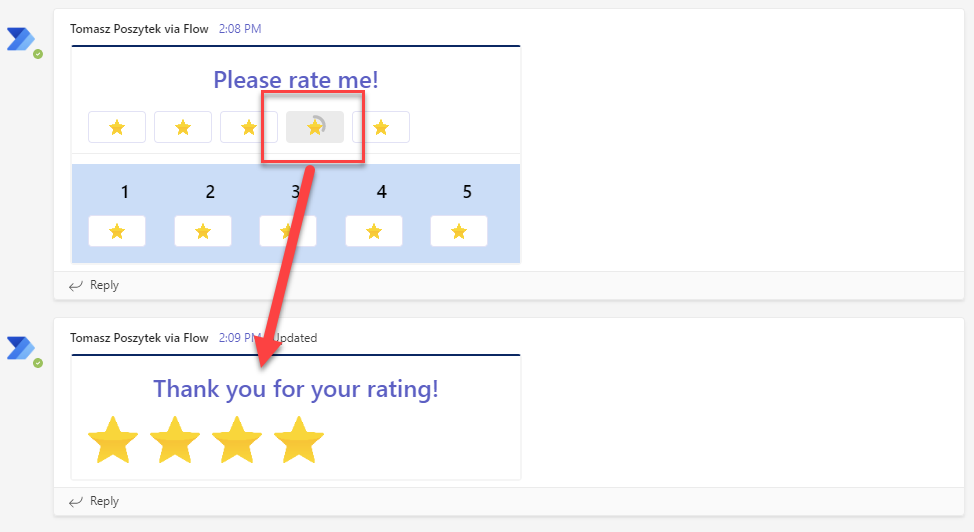 Tomasz Poszytek via Flow 2:08 PM
Please rate me!
1 2 3 4 5
Reply
Tomasz Poszytek via Flow 2:09 PM Updated
Thank you for your rating!
Reply